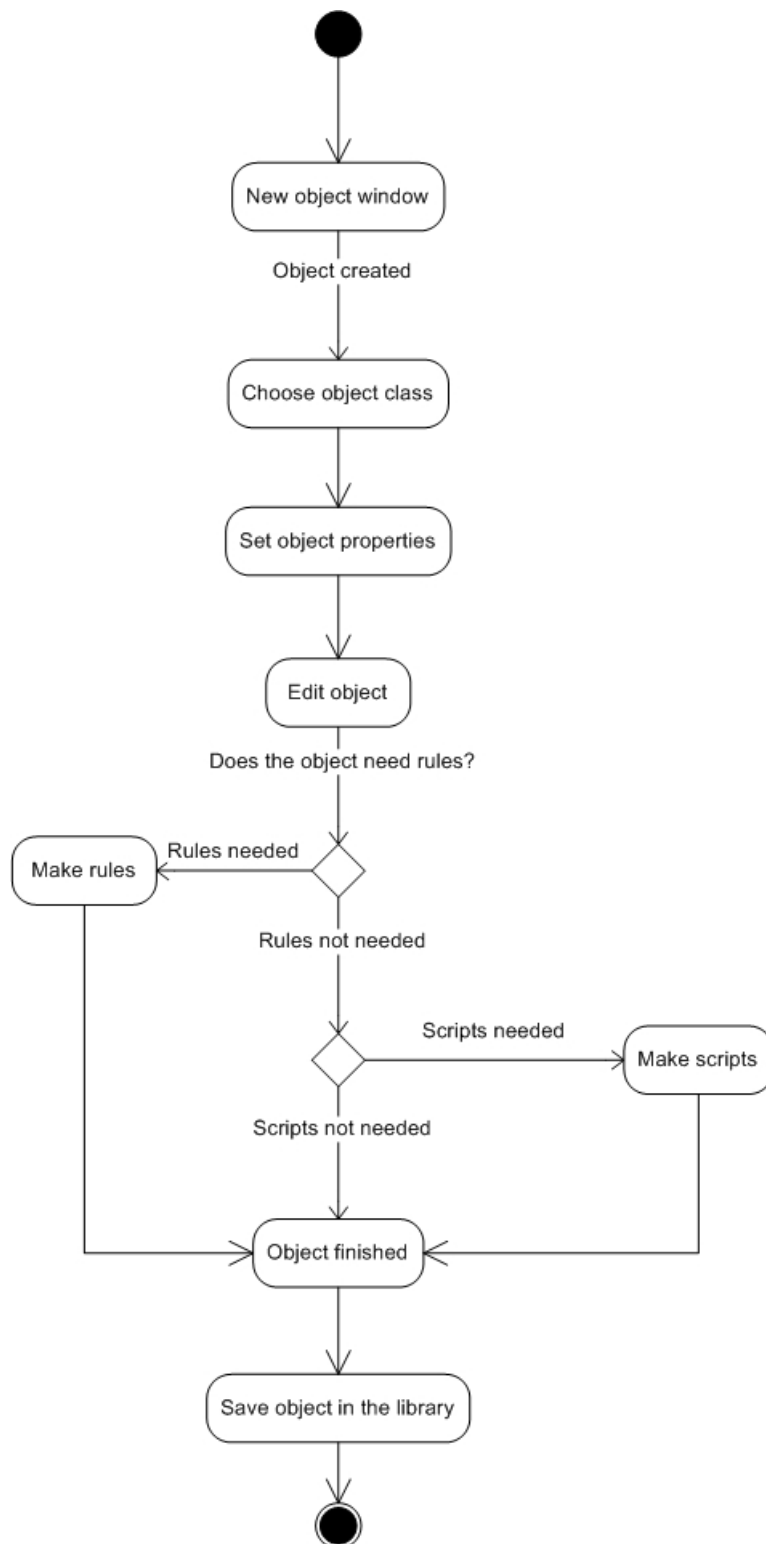 New object window
Object created
Choose object class
Set object properties
Edit object
Does the object need rules?
Rules needed
Make rules
Rules not needed
Scripts needed
Make scripts
Scripts not needed
Object finished
Save object in the library